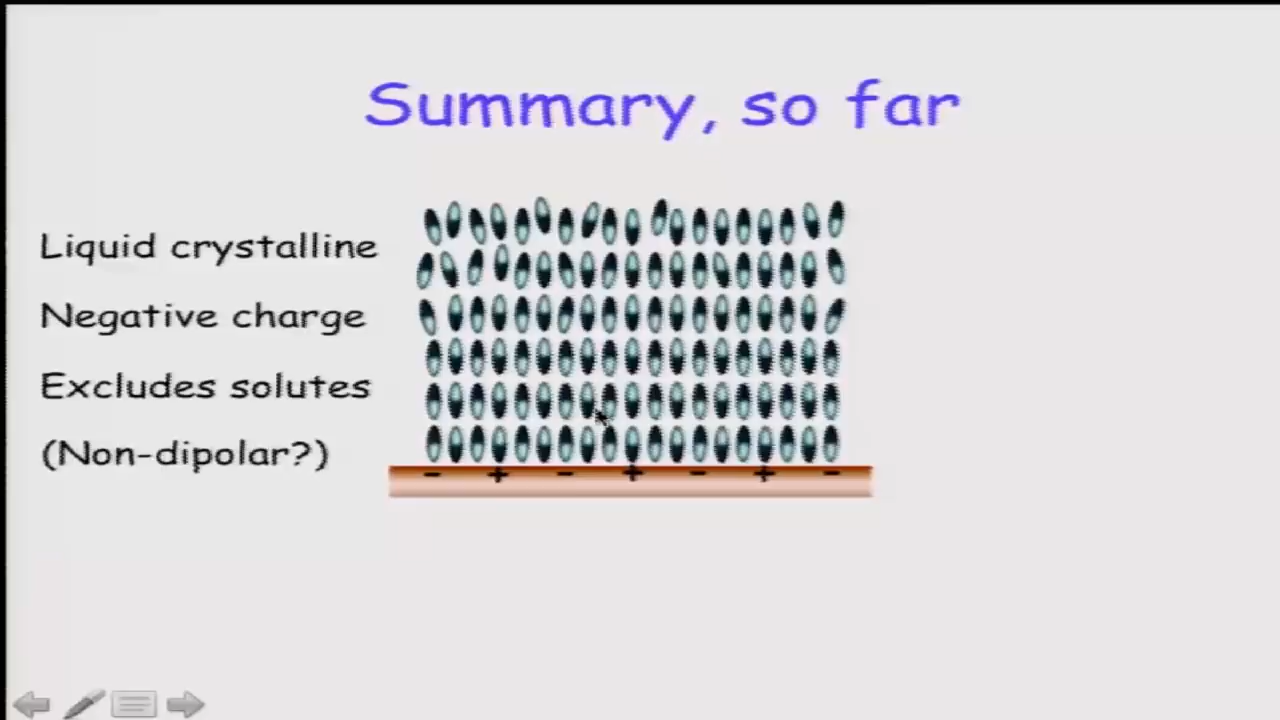 Summary, so far
Liquid crystalline
Negative charge
Excludes solutes
(Non-dipolar?)
- + - + - + -